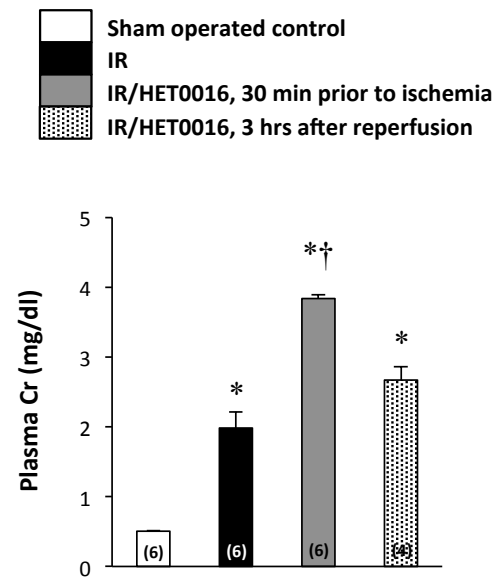 Sham operated control
IR
IR/HET0016, 30 min prior to ischemia
IR/HET0016, 3 hrs after reperfusion
Plasma Cr (mg/dl)
5
4
3
2
1
0
*
*†
*
(6)
(6)
(6)
(4)